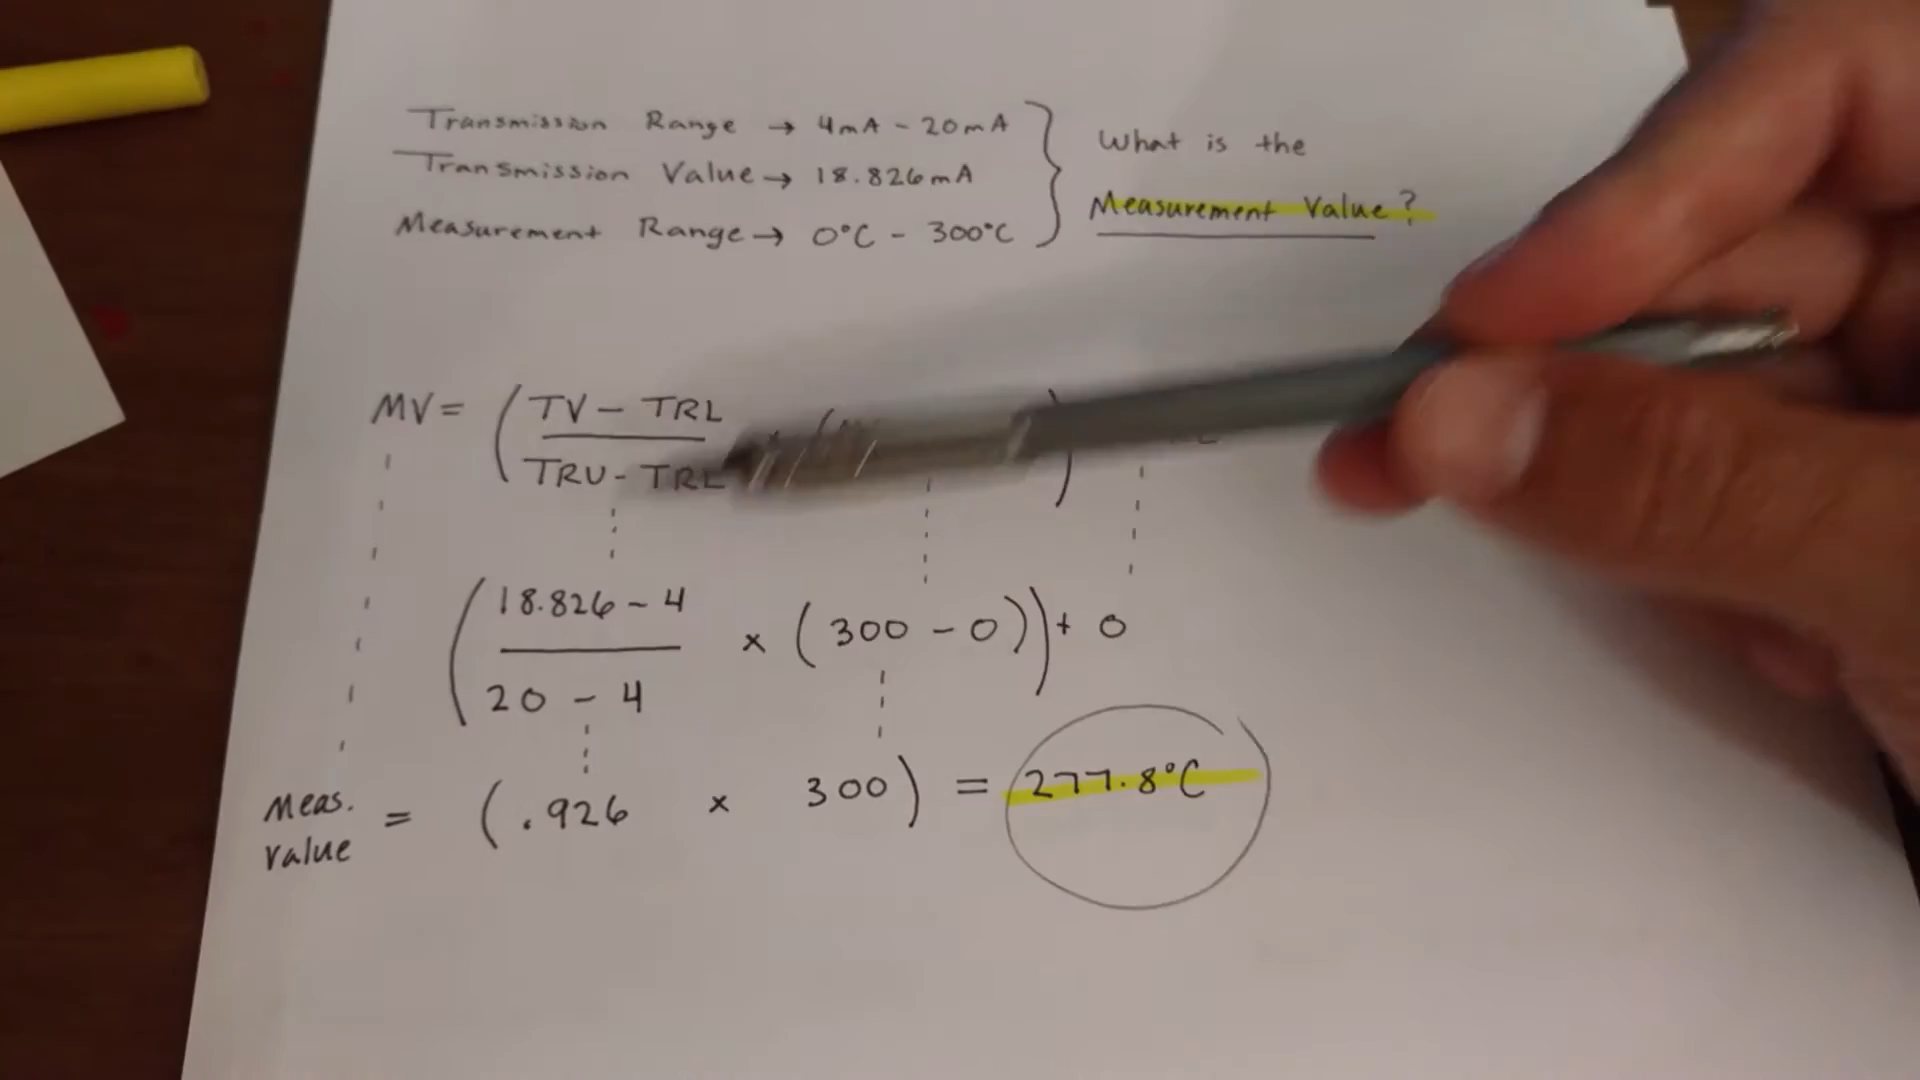 Transmission Range → 4mA - 20mA
Transmission Value → 18.826mA
Measurement Range → 0°C - 300°C
What is the
Measurement Value?
MV = (TV - TRL
TRU - TRL
(18.826 - 4
20 - 4
x (300 - 0)) + 0
Meas.
value
= (.926 x 300) = 277.8°C